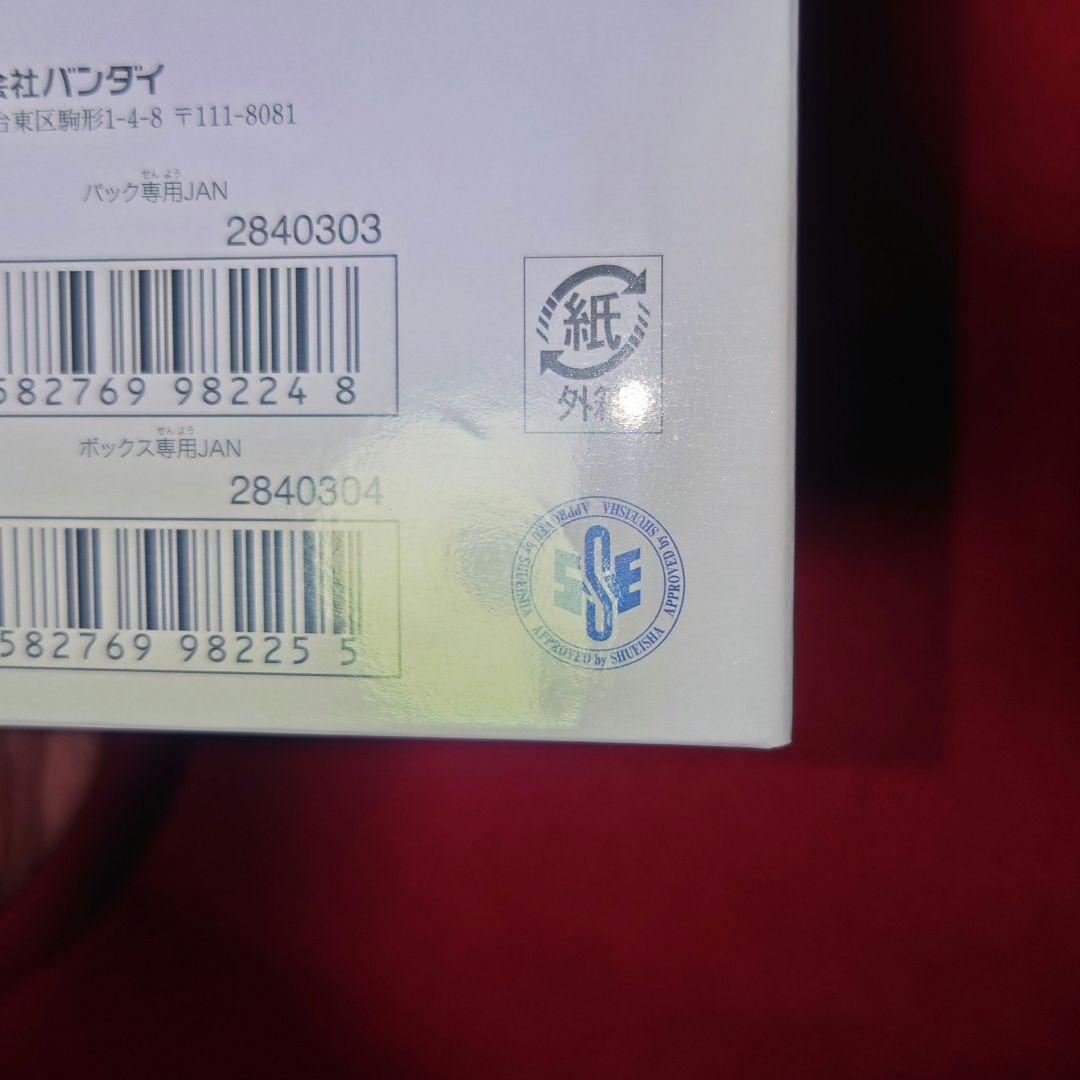 会社バンダイ
台東区駒形1-4-8 〒111-8081
せんよう
パック専用JAN
2840303
582769 98224 8
せんよう
ボックス専用JAN
2840304
582769 98225 5
紙
外
APPROVED by SHUEISHA APPROVED by SHUEISHA APPROVED by SHUEISHA